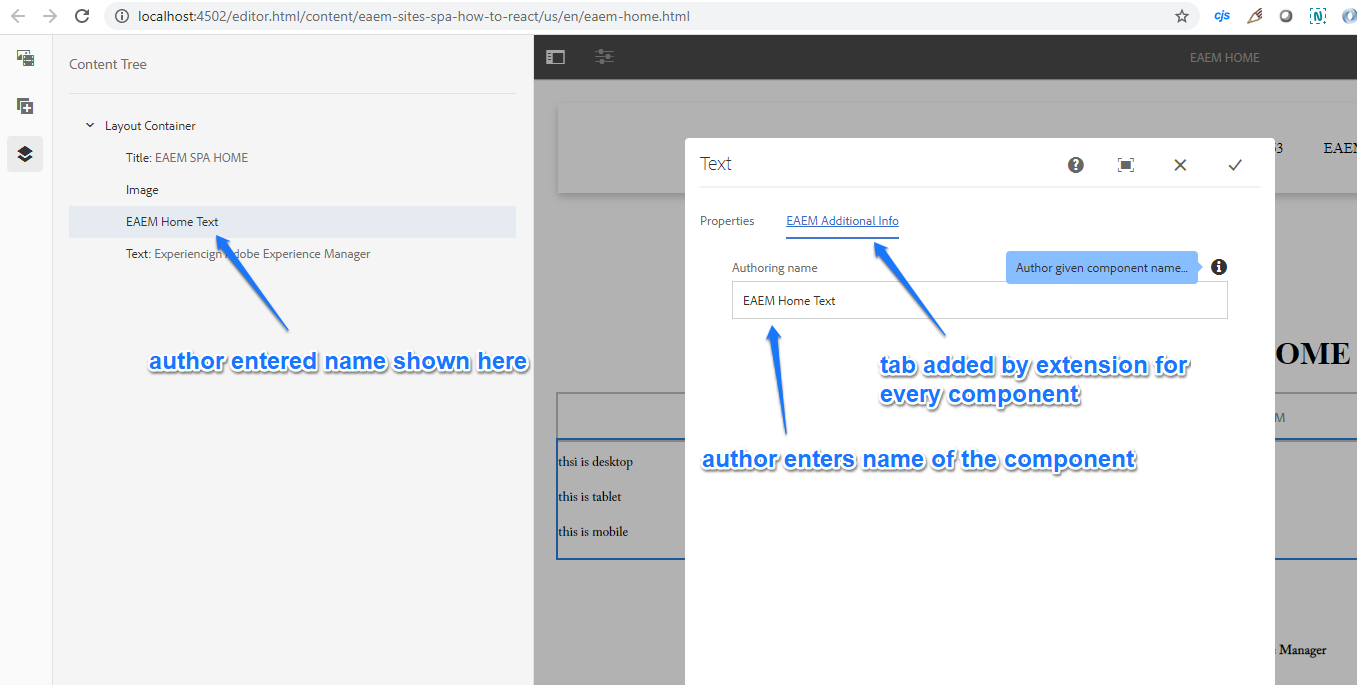 localhost:4502/editor.html/content/eaem-sites-spa-how-to-react/us/en/eaem-home.html
cjs
N
Content Tree
EAEM HOME
Layout Container
Title: EAEM SPA HOME
Image
EAEM Home Text
Text: Experiencign Adobe Experience Manager
author entered name shown here
03
EAEM
Text
Properties
EAEM Additional Info
Authoring name
Author given component name...
EAEM Home Text
tab added by extension for
every component
author enters name of the component
OME
M
thsi is desktop
this is tablet
this is mobile
Manager